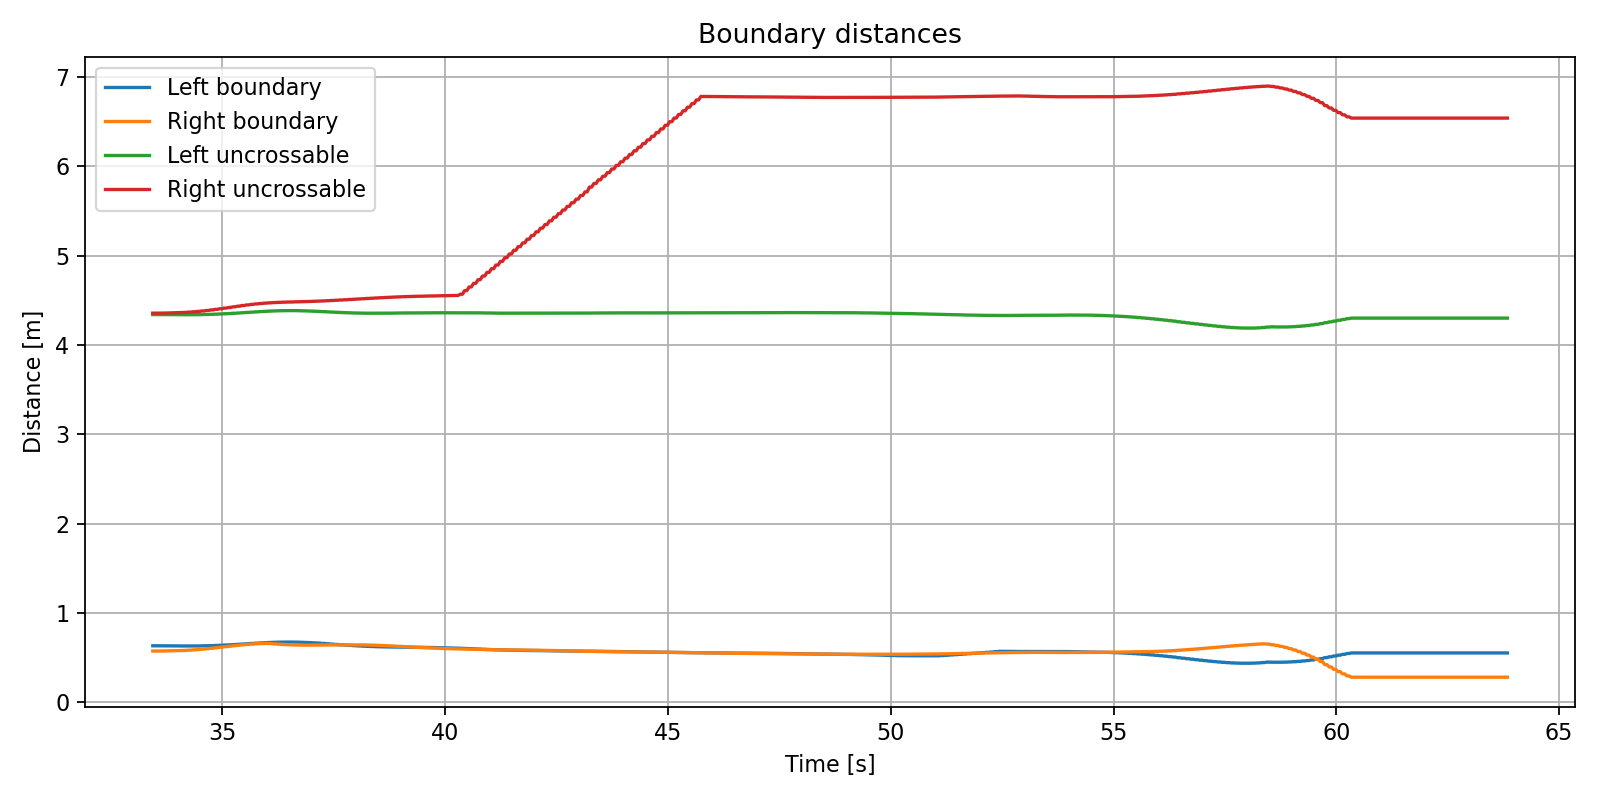 Boundary distances
Left boundary
Right boundary
Left uncrossable
Right uncrossable
7
6
5
4
3
2
1
0
Distance [m]
35 40 45 50 55 60 65
Time [s]